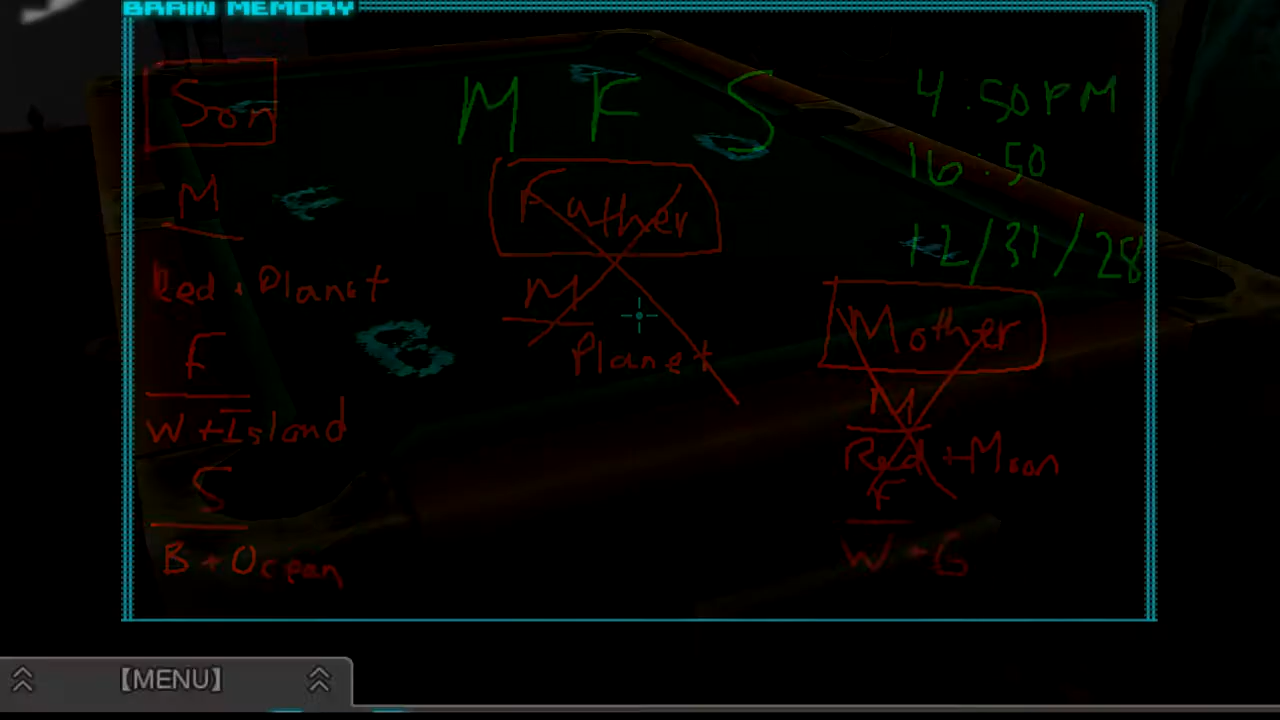 BRAIN MEMORY
Son
M F S
4:50PM
16:50
12/31/28
M
Red + Planet
F
W + Island
S
B + Ocean
Father
M
Planet
Mother
M
Red + Moon
F
W + G
B
【MENU】